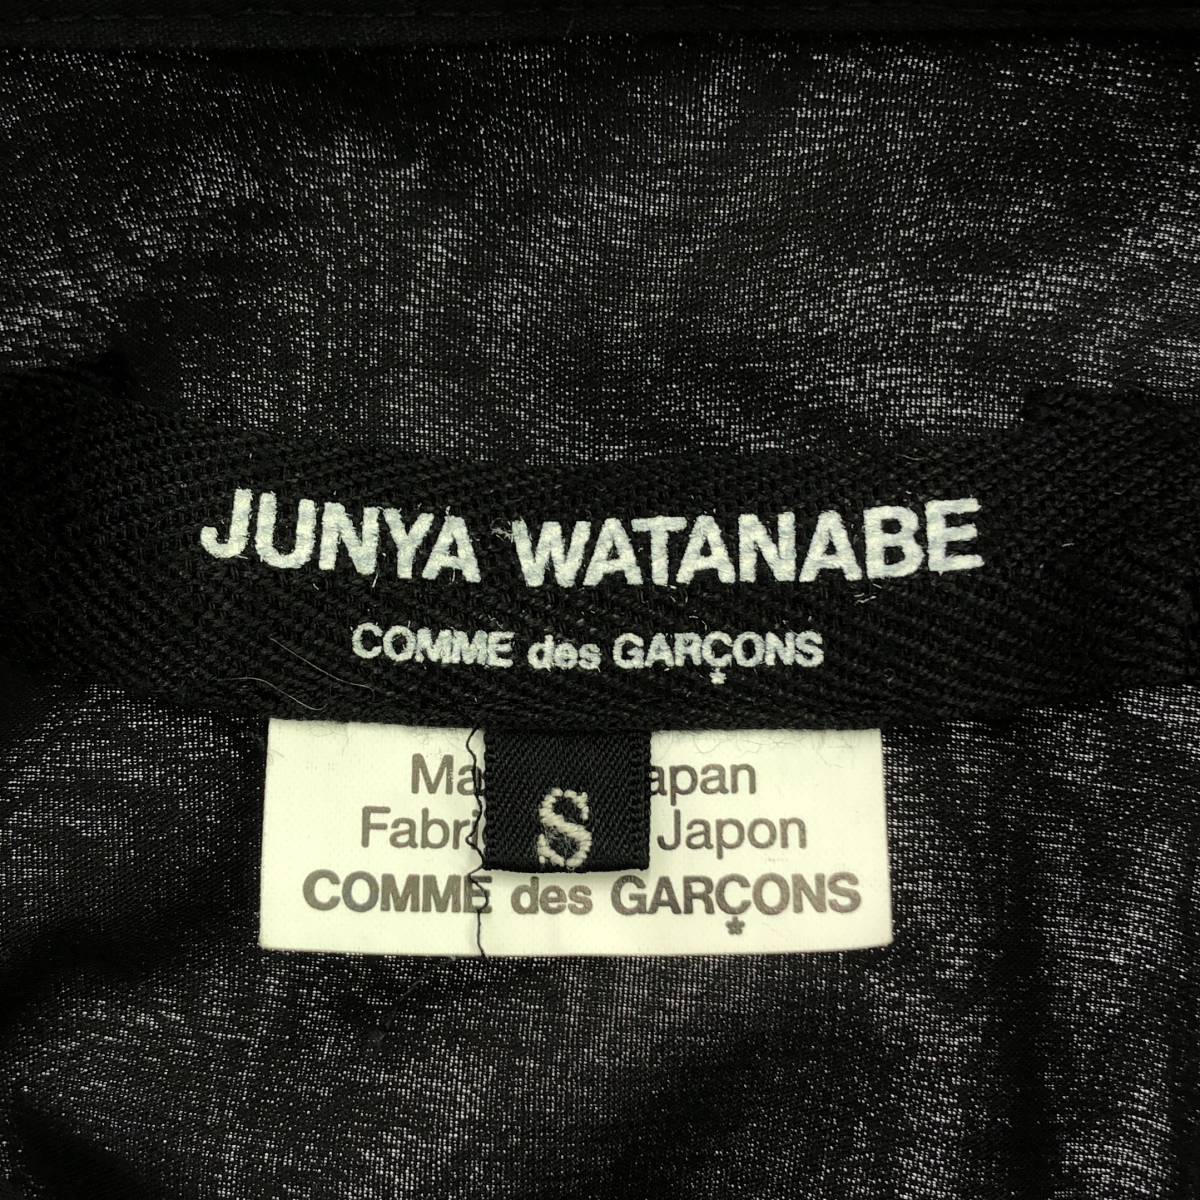 JUNYA WATANABE
COMME des GARÇONS
S
Japon
COMME des GARÇONS